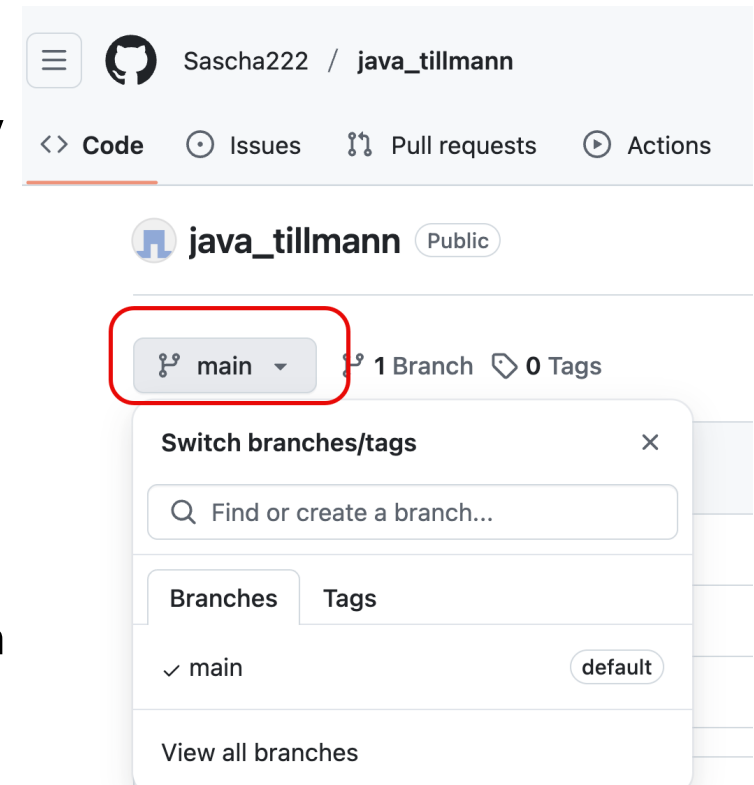 Sascha222 / java_tillmann
Code Issues Pull requests Actions
java_tillmann Public
main 1 Branch 0 Tags
Switch branches/tags
Find or create a branch...
Branches Tags
main default
View all branches